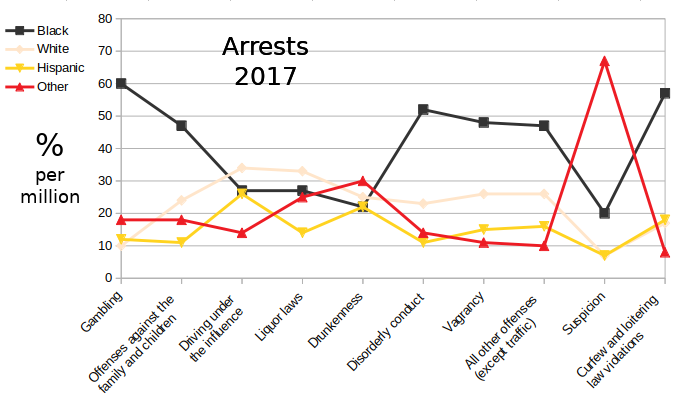 Black
White
Hispanic
Other
Arrests
2017
%
per
million
80
70
60
50
40
30
20
10
0
Gambling
Offenses against the
family and children
Driving under
the influence
Liquor laws
Drunkenness
Disorderly conduct
Vagrancy
All other offenses
(except traffic)
Suspicion
Curfew and loitering
law violations